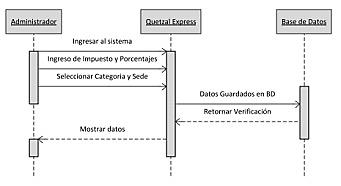 Administrador
Quetzal Express
Base de Datos
Ingresar al sistema
Ingreso de Impuesto y Porcentajes
Seleccionar Categoria y Sede
Datos Guardados en BD
Retornar Verificación
Mostrar datos